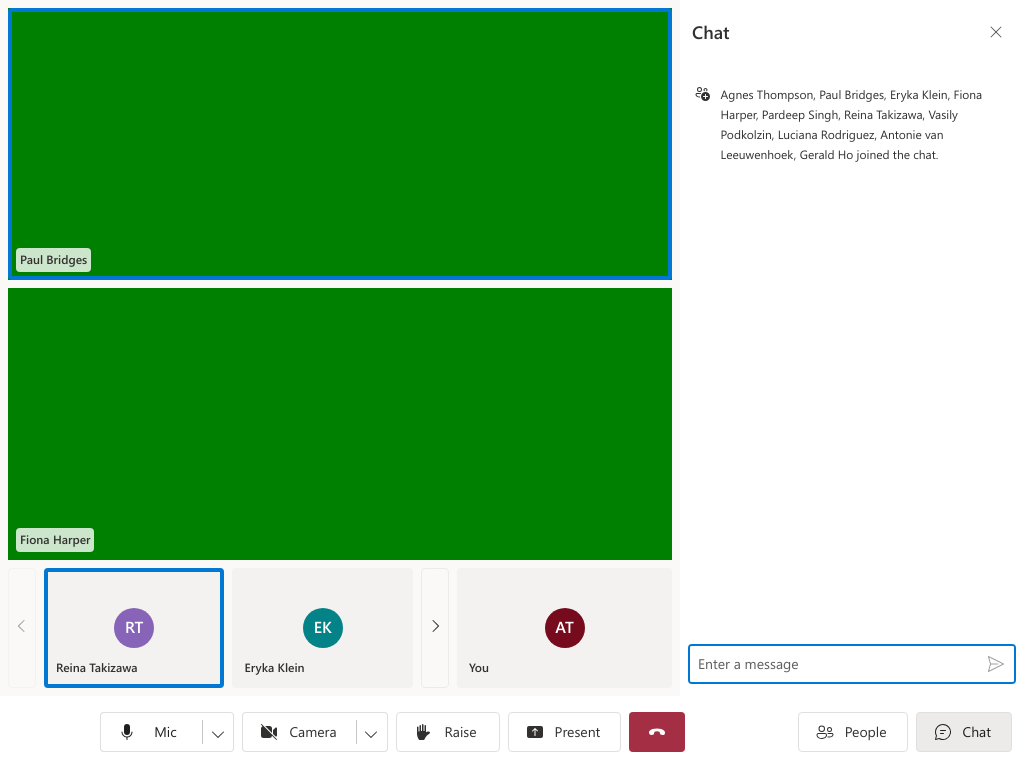 Chat
Agnes Thompson, Paul Bridges, Eryka Klein, Fiona
Harper, Pardeep Singh, Reina Takizawa, Vasily
Podkolzin, Luciana Rodriguez, Antonie van
Leeuwenhoek, Gerald Ho joined the chat.
Paul Bridges
Fiona Harper
RT
Reina Takizawa
EK
Eryka Klein
AT
You
Enter a message
Mic
Camera
Raise
Present
People
Chat